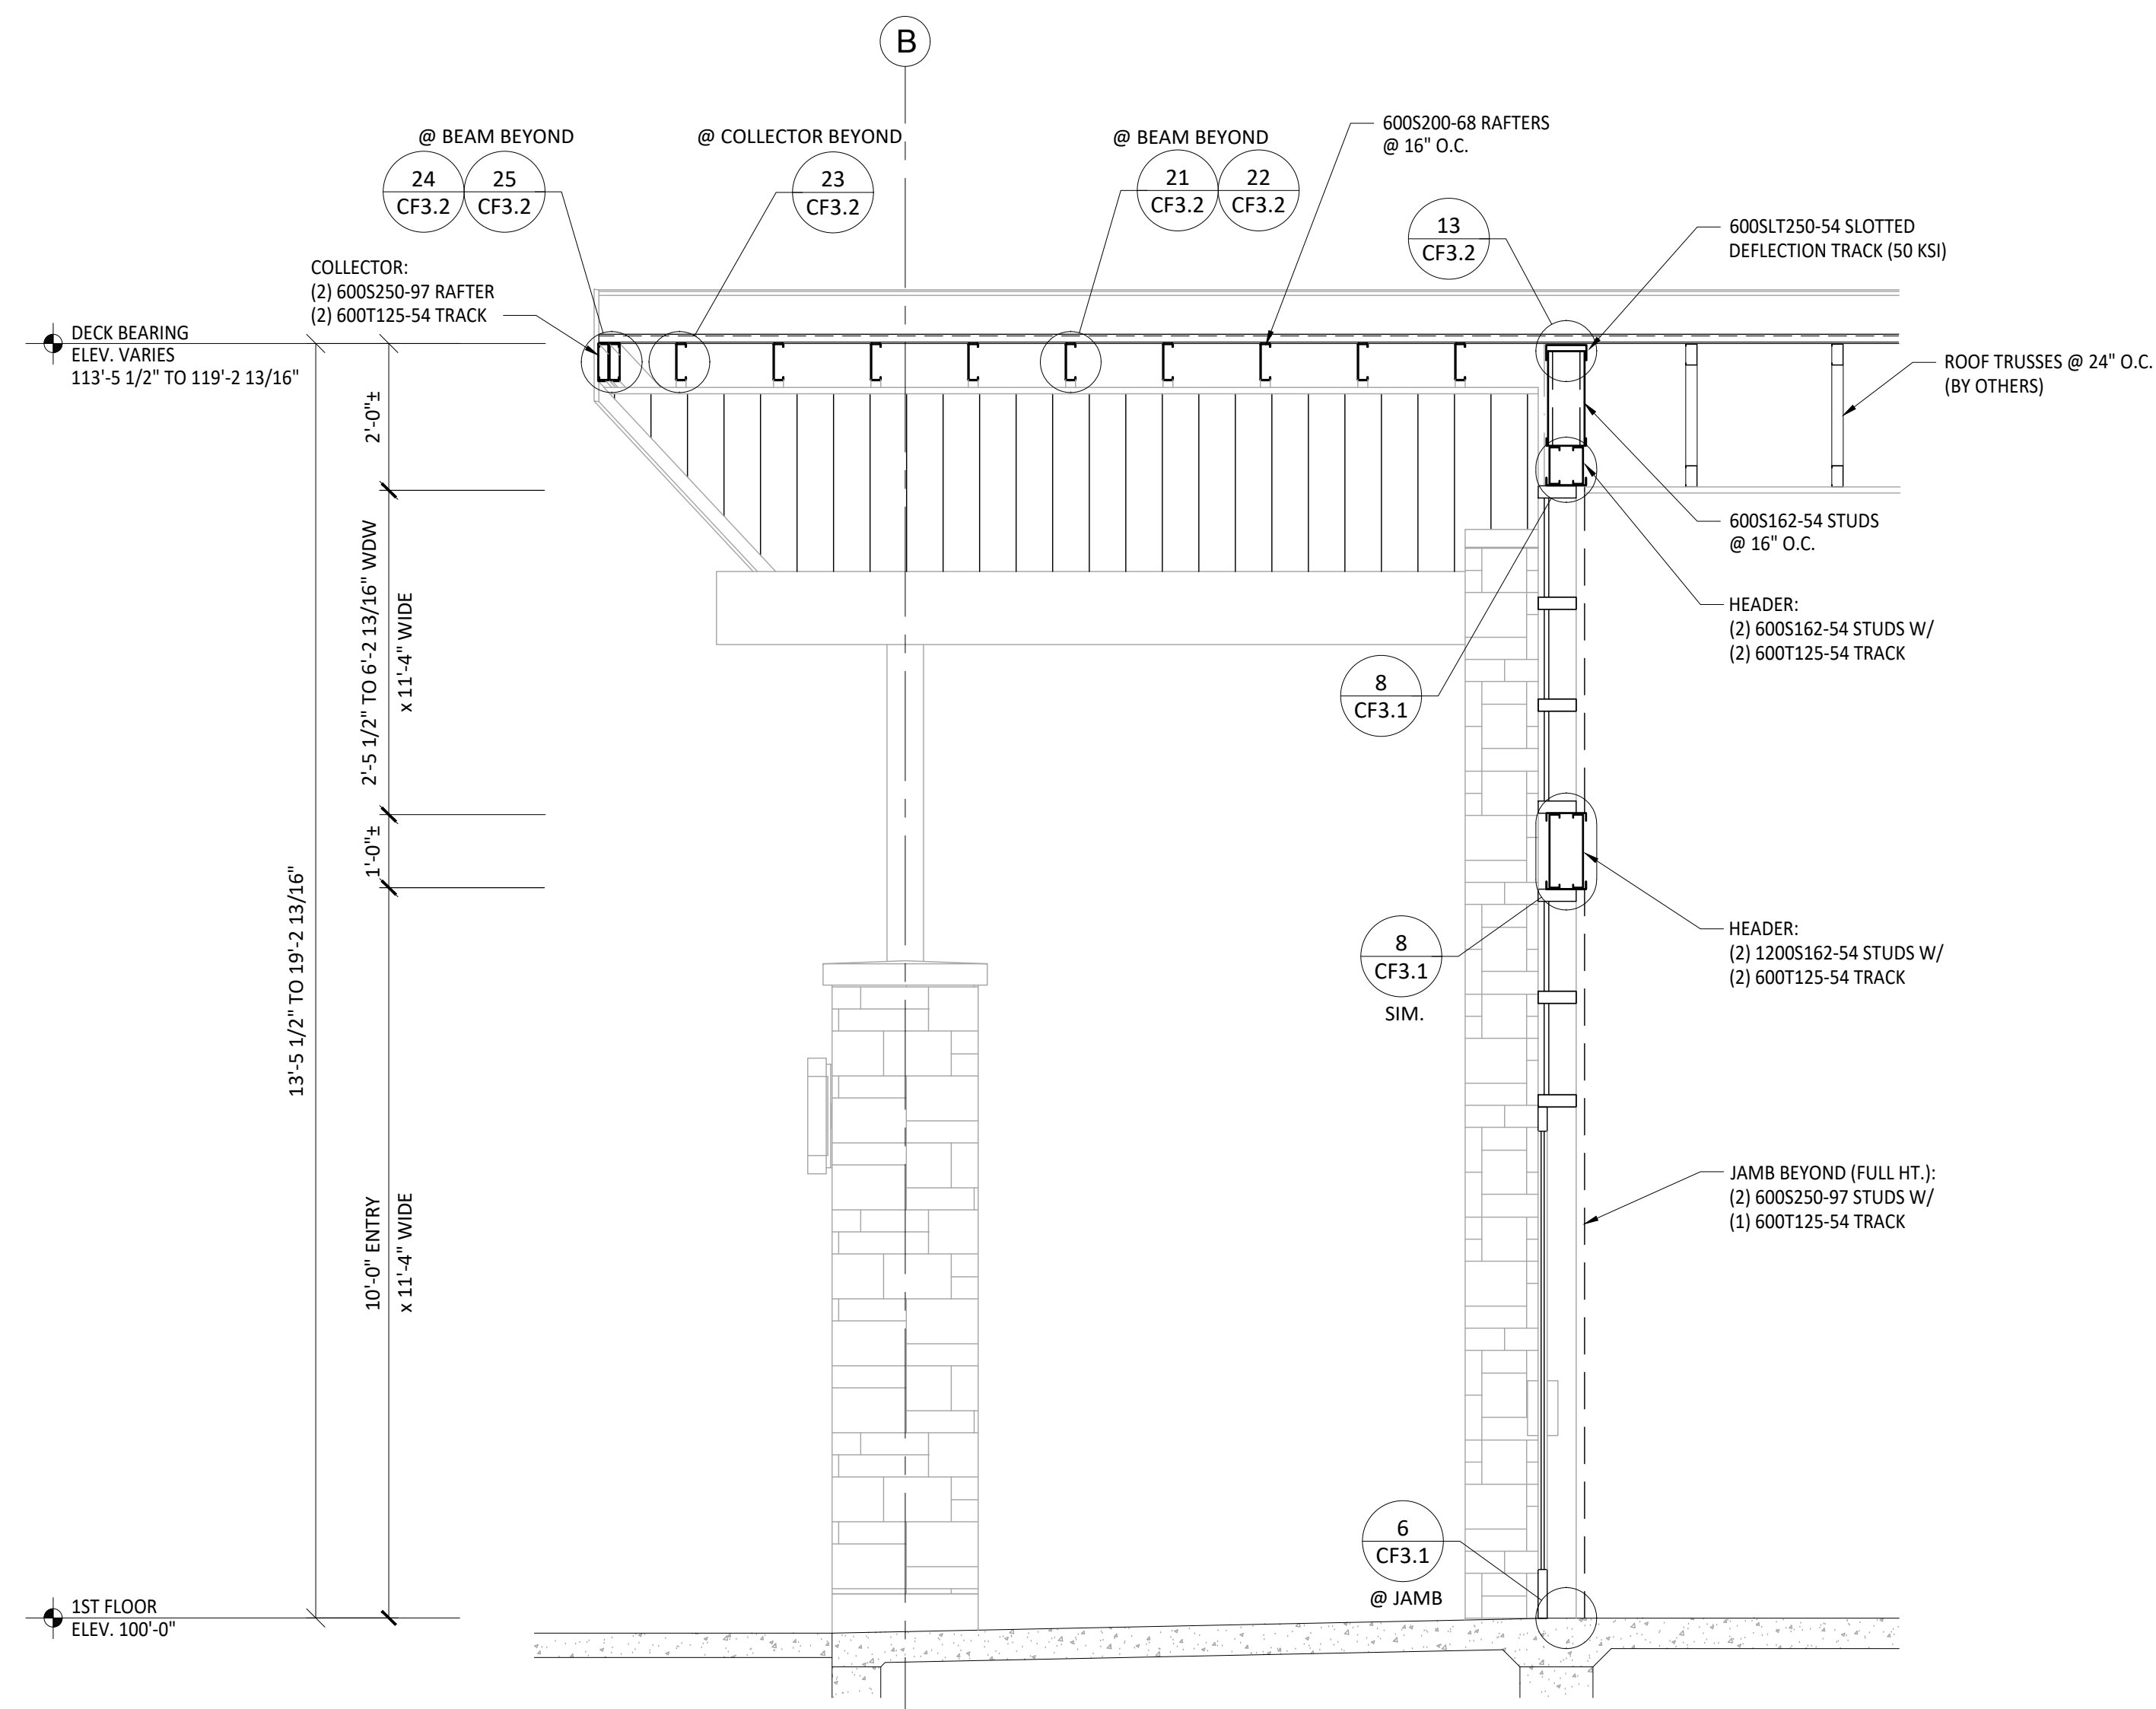 B
@ BEAM BEYOND
24
CF3.2
25
CF3.2
@ COLLECTOR BEYOND
23
CF3.2
@ BEAM BEYOND
21
CF3.2
22
CF3.2
600S200-68 RAFTERS
@ 16" O.C.
13
CF3.2
600SLT250-54 SLOTTED
DEFLECTION TRACK (50 KSI)
COLLECTOR:
(2) 600S250-97 RAFTER
(2) 600T125-54 TRACK
DECK BEARING
ELEV. VARIES
113'-5 1/2" TO 119'-2 13/16"
ROOF TRUSSES @ 24" O.C.
(BY OTHERS)
2'-0"±
600S162-54 STUDS
@ 16" O.C.
2'-5 1/2" TO 6'-2 13/16" WDW
x 11'-4" WIDE
HEADER:
(2) 600S162-54 STUDS W/
(2) 600T125-54 TRACK
8
CF3.1
1'-0"±
13'-5 1/2" TO 19'-2 13/16"
8
CF3.1
SIM.
HEADER:
(2) 1200S162-54 STUDS W/
(2) 600T125-54 TRACK
10'-0" ENTRY
x 11'-4" WIDE
JAMB BEYOND (FULL HT.):
(2) 600S250-97 STUDS W/
(1) 600T125-54 TRACK
6
CF3.1
@ JAMB
1ST FLOOR
ELEV. 100'-0"